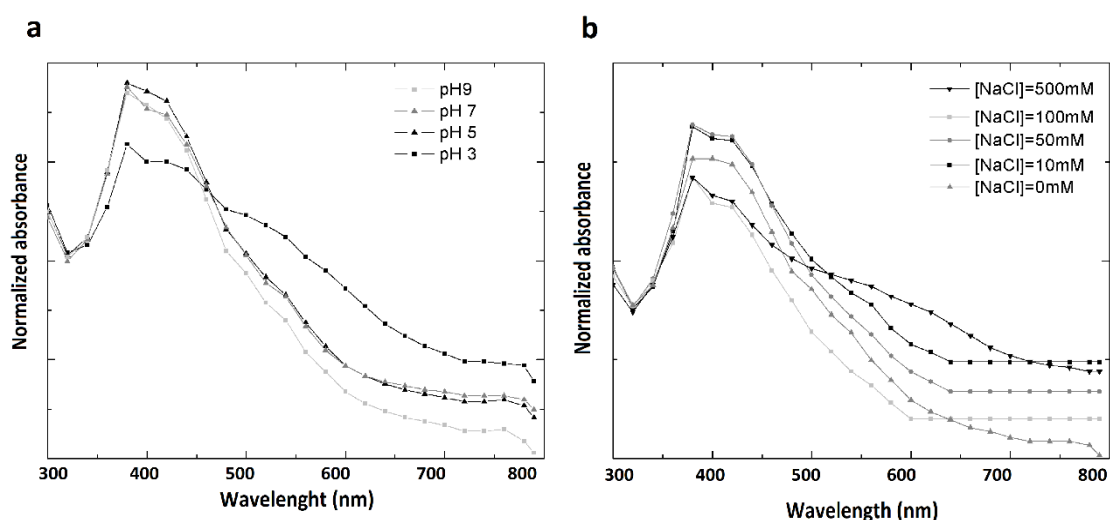 a
b
pH9
pH 7
pH 5
pH 3
Normalized absorbance
300
400
500
600
700
800
Wavelenght (nm)
[NaCl]=500mM
[NaCl]=100mM
[NaCl]=50mM
[NaCl]=10mM
[NaCl]=0mM
Normalized absorbance
300
400
500
600
700
800
Wavelength (nm)